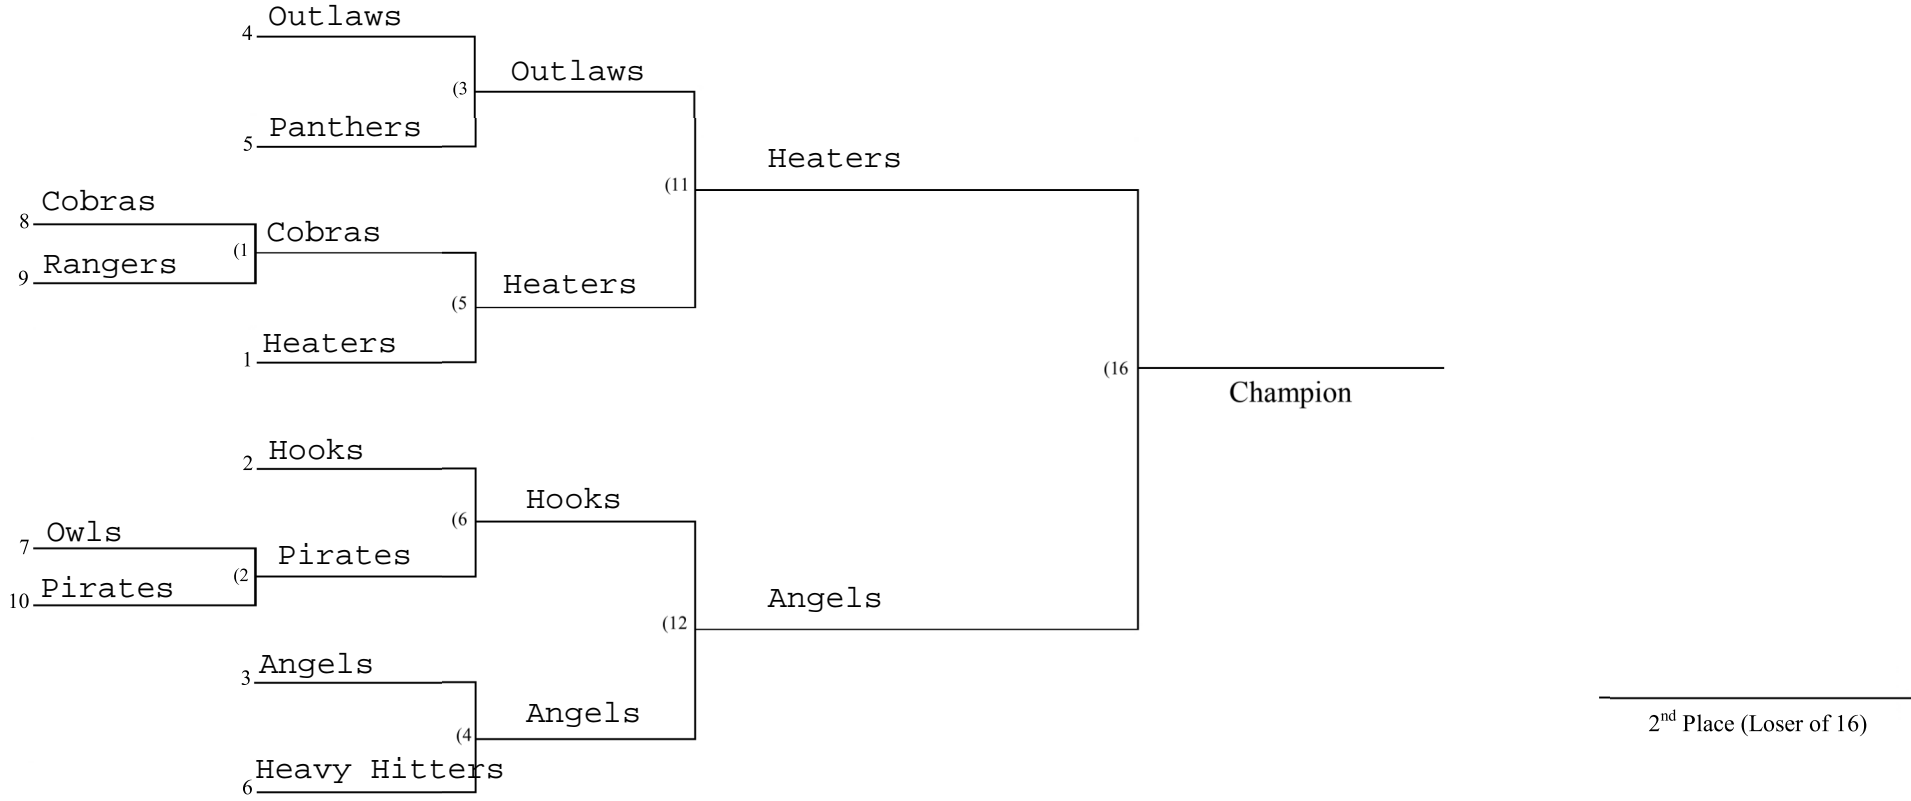 Outlaws
4
Outlaws
(3
Panthers
5
Heaters
(11
Cobras
8
Cobras
(1
Rangers
9
Heaters
(5
Heaters
1
(16
Champion
Hooks
2
Hooks
(6
Owls
7
Pirates
(2
Pirates
10
Angels
(12
Angels
3
Angels
(4
2nd Place (Loser of 16)
Heavy Hitters
6